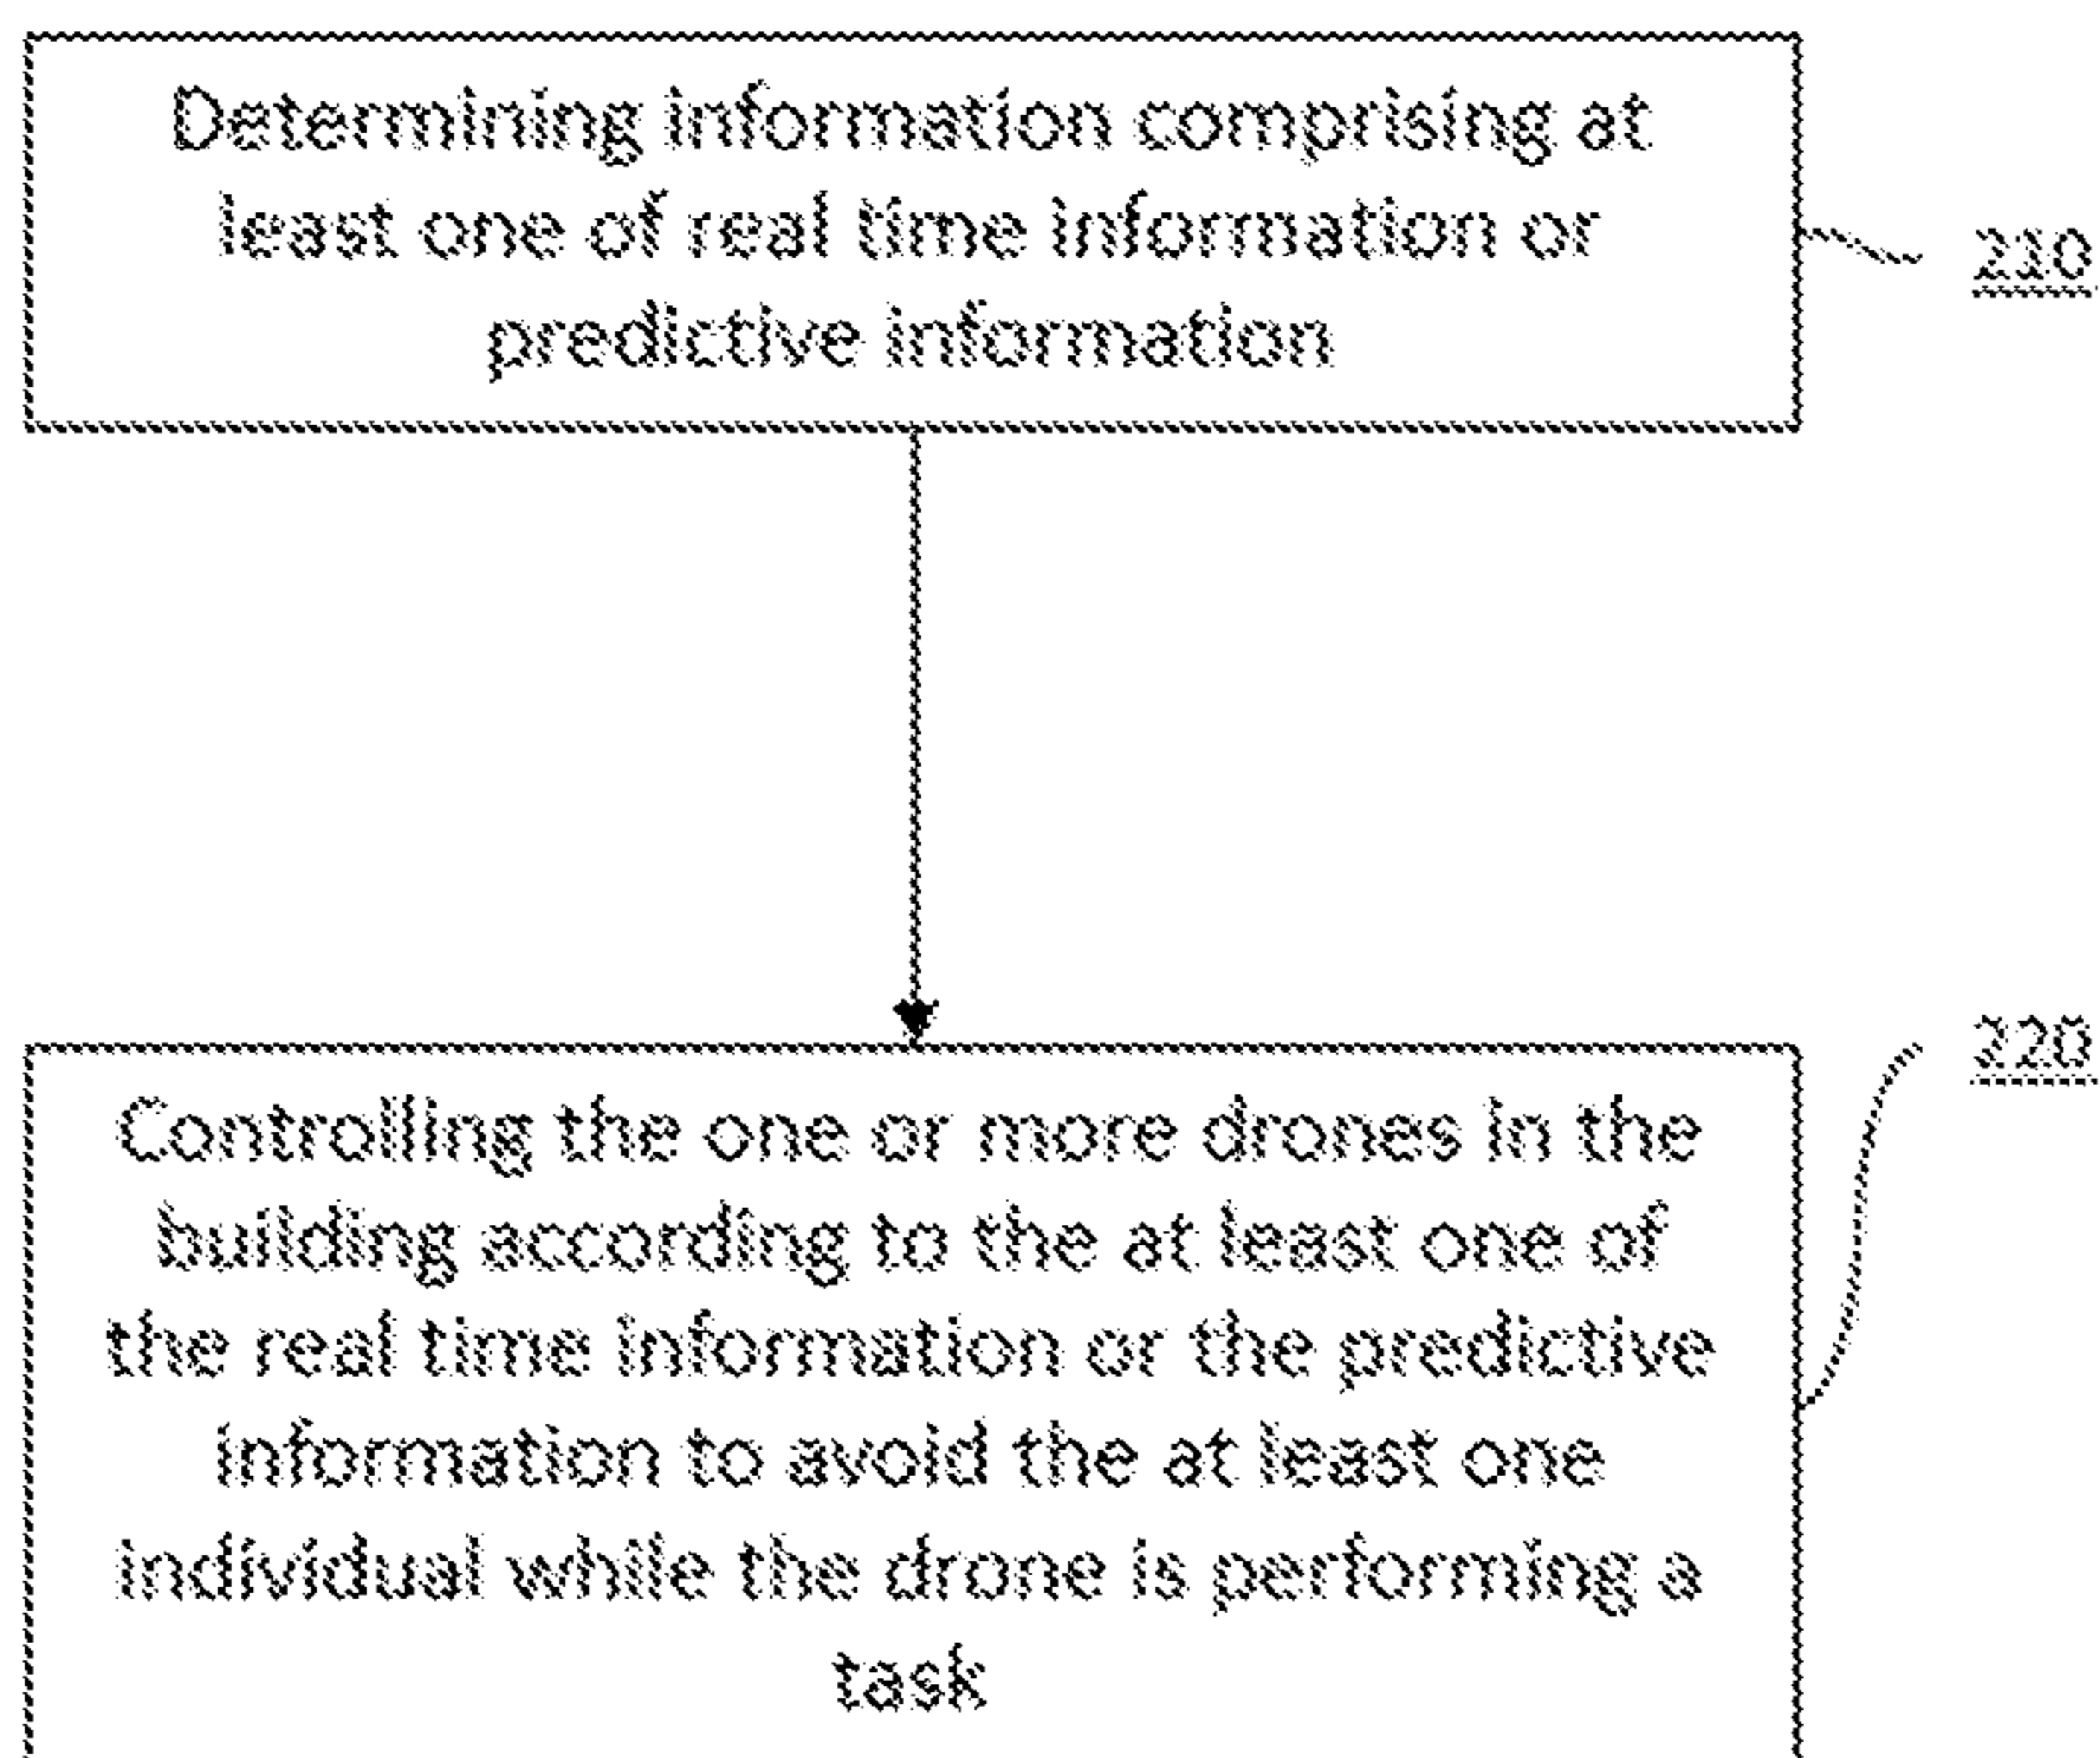 Determining information comprising at
least one of real time information or
predictive information
210
220
Controlling the one or more drones in the
building according to the at least one of
the real time information or the predictive
information to avoid the at least one
individual while the drone is performing a
task